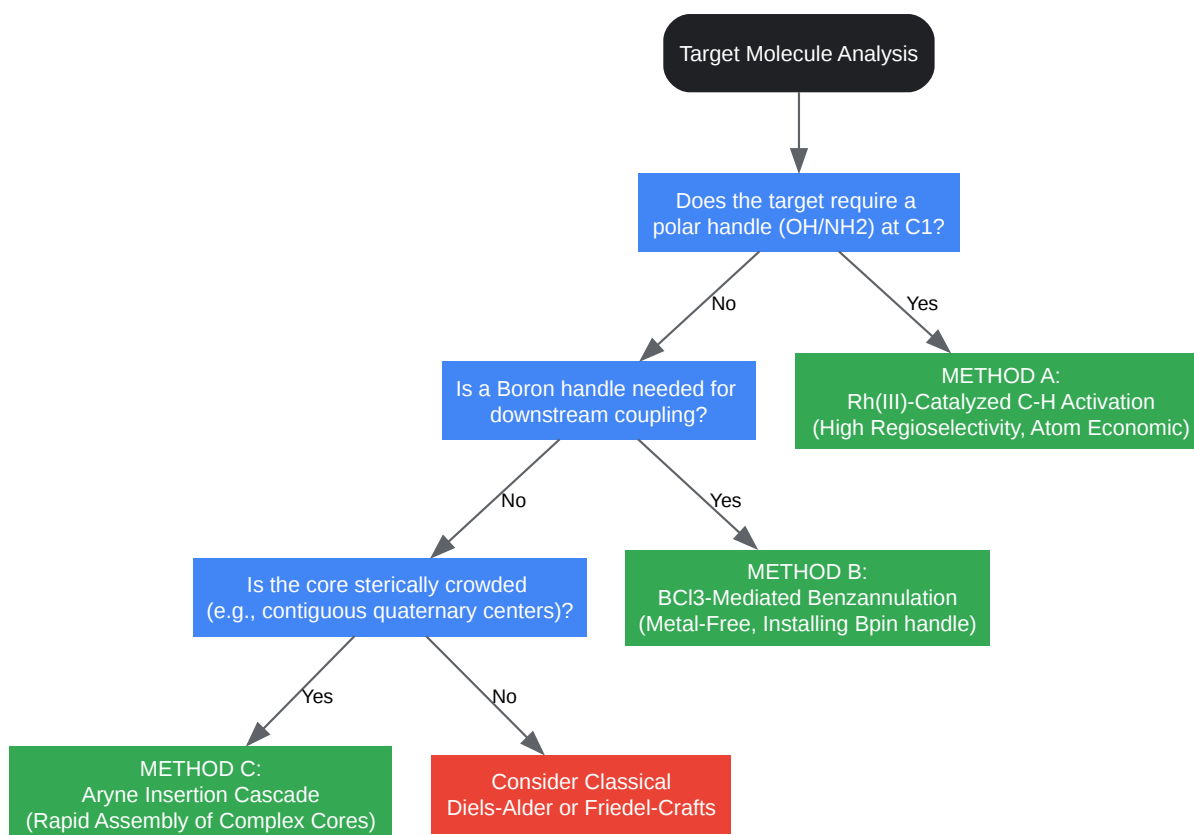 Target Molecule Analysis
Does the target require a
polar handle (OH/NH2) at C1?
No
Yes
Is a Boron handle needed for
downstream coupling?
METHOD A:
Rh(III)-Catalyzed C-H Activation
(High Regioselectivity, Atom Economic)
No
Yes
Is the core sterically crowded
(e.g., contiguous quaternary centers)?
METHOD B:
BCl3-Mediated Benzannulation
(Metal-Free, Installing Bpin handle)
Yes
No
METHOD C:
Aryne Insertion Cascade
(Rapid Assembly of Complex Cores)
Consider Classical
Diels-Alder or Friedel-Crafts